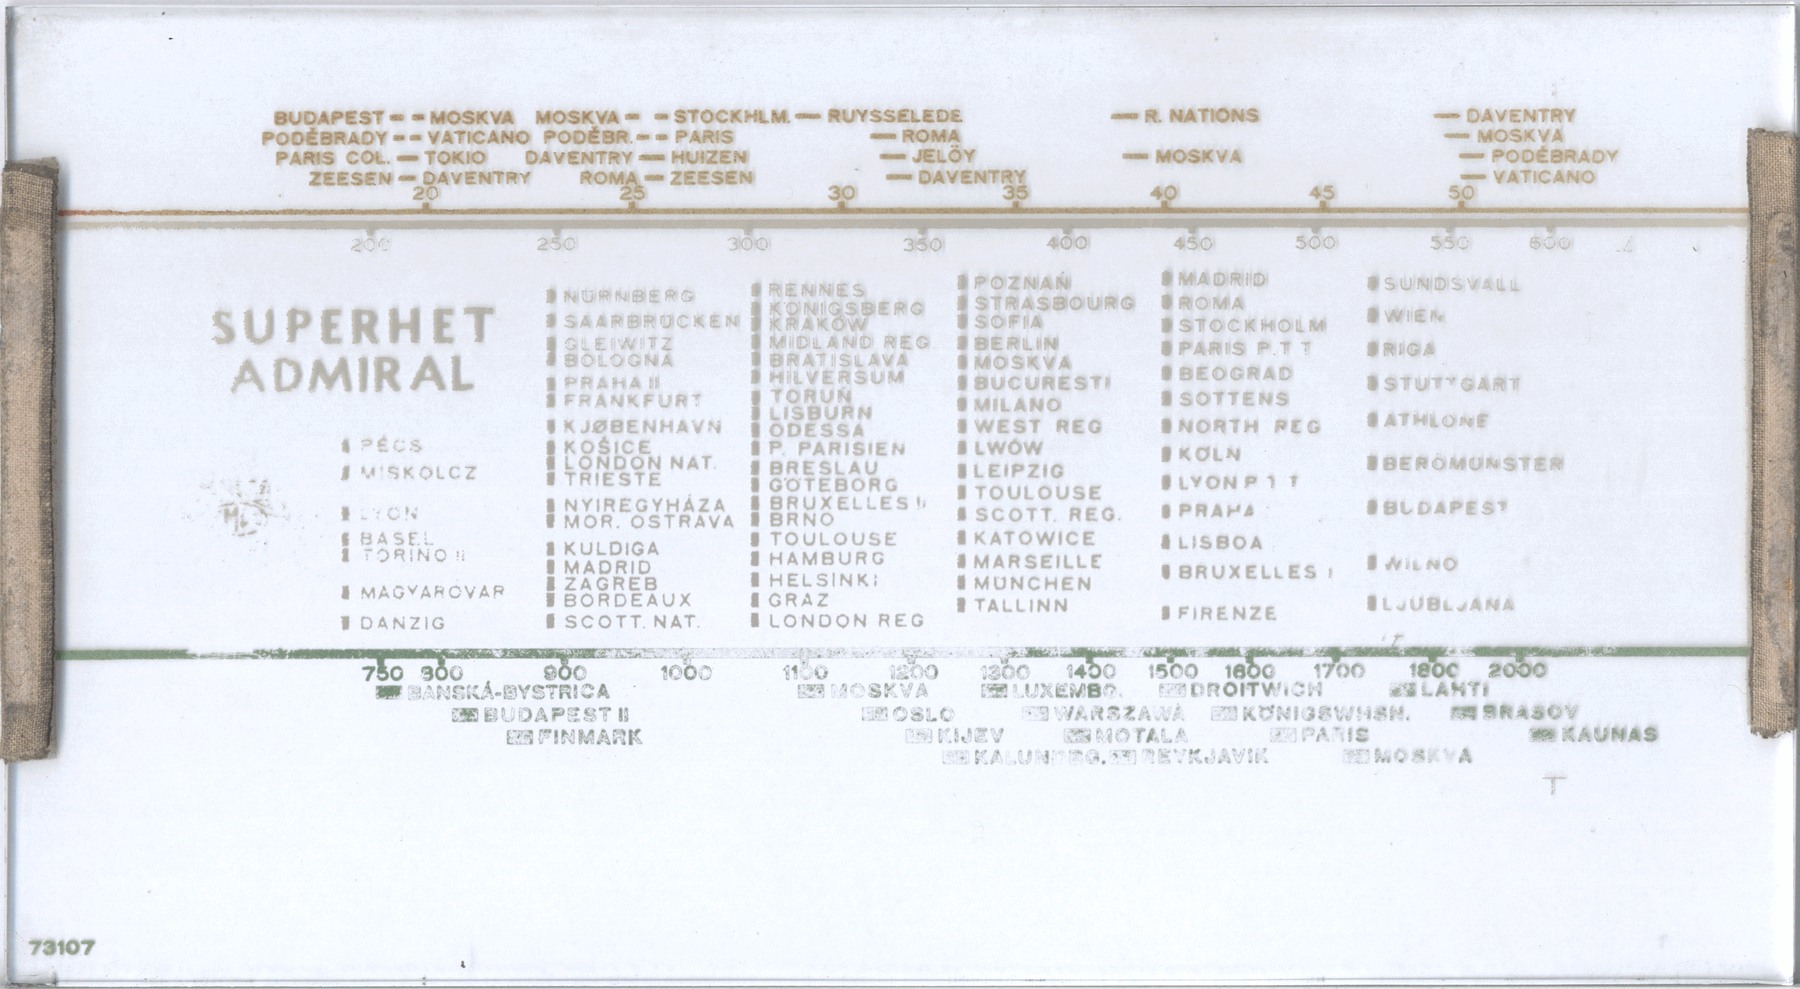 BUDAPEST MOSKVA MOSKVA STOCKHLM. RUYSSELEDE R. NATIONS DAVENTRY
PODĚBRADY VATICANO PODĚBR. PARIS ROMA MOSKVA
PARIS COL. TOKIO DAVENTRY HUIZEN JELÖY MOSKVA PODĚBRADY
ZEESEN DAVENTRY ROMA ZEESEN DAVENTRY VATICANO
20 25 30 35 40 45 50
200 250 300 350 400 450 500 550 600
SUPERHET
ADMIRAL
PÉCS
MISKOLCZ
LYON
BASEL
TORINO II
MAGYARÓVAR
DANZIG
NÜRNBERG
SAARBRÜCKEN
GLEIWITZ
BOLOGNA
PRAHA II
FRANKFURT
KJØBENHAVN
KOŠICE
LONDON NAT.
TRIESTE
NYIREGYHÁZA
MOR. OSTRAVA
KULDIGA
MADRID
ZAGREB
BORDEAUX
SCOTT. NAT.
RENNES
KÖNIGSBERG
KRAKÓW
MIDLAND REG
BRATISLAVA
HILVERSUM
TORUŃ
LISBURN
ODESSA
P. PARISIEN
BRESLAU
GÖTEBORG
BRUXELLES II
BRNO
TOULOUSE
HAMBURG
HELSINKI
GRAZ
LONDON REG
POZNAŃ
STRASBOURG
SOFIA
BERLIN
MOSKVA
BUCURESTI
MILANO
WEST REG
LWÓW
LEIPZIG
TOULOUSE
SCOTT. REG.
KATOWICE
MARSEILLE
MÜNCHEN
TALLINN
MADRID
ROMA
STOCKHOLM
PARIS P.T T
BEOGRAD
SOTTENS
NORTH REG
KÖLN
LYON P T T
PRAHA
LISBOA
BRUXELLES I
FIRENZE
SUNDSVALL
WIEN
RIGA
STUTTGART
ATHLONE
BEROMÜNSTER
BUDAPEST
WILNO
LJUBLJANA
750 800 900 1000 1100 1200 1300 1400 1500 1600 1700 1800 2000
BANSKÁ-BYSTRICA MOSKVA LUXEMBG. DROITWICH LAHTI
BUDAPEST II OSLO WARSZAWA KÖNIGSWHSN. BRASOV
FINMARK KIJEV MOTALA PARIS KAUNAS
KALUNDBG. REYKJAVIK MOSKVA
T
73107